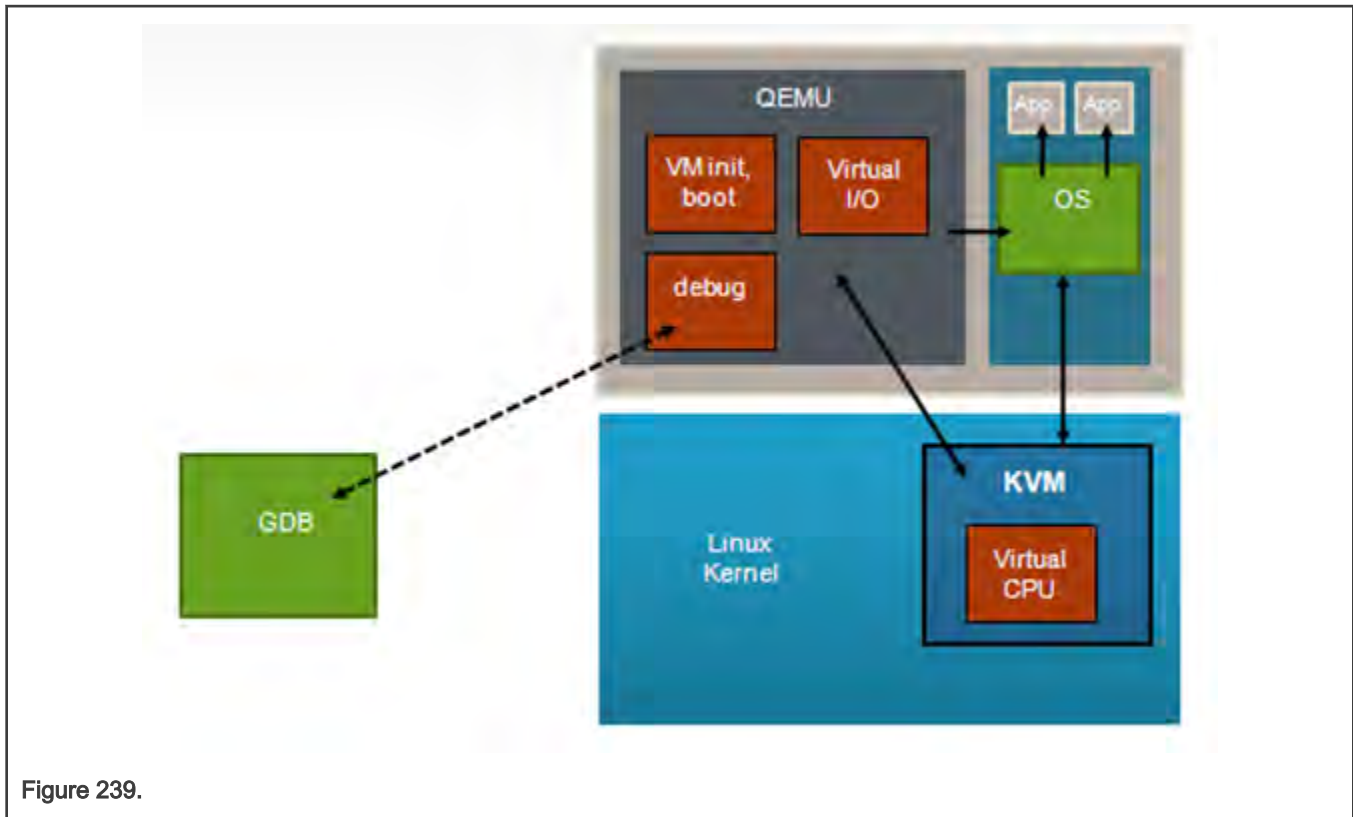 QEMU
App
App
VM init,
boot
Virtual
I/O
OS
debug
GDB
KVM
Linux
Kernel
Virtual
CPU
Figure 239.